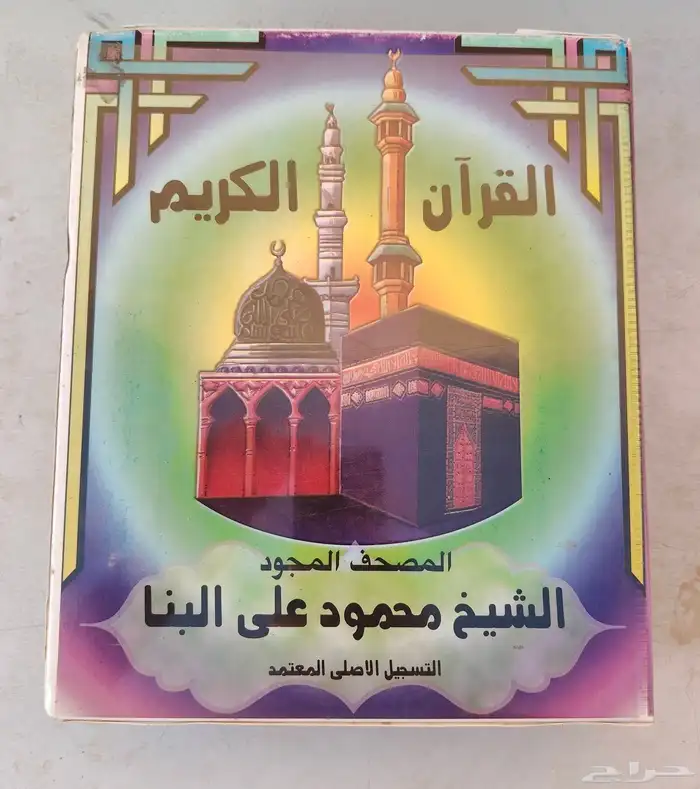 القرآن الكريم
المصحف المجود
الشيخ محمود على البنا
التسجيل الاصلى المعتمد
حراج